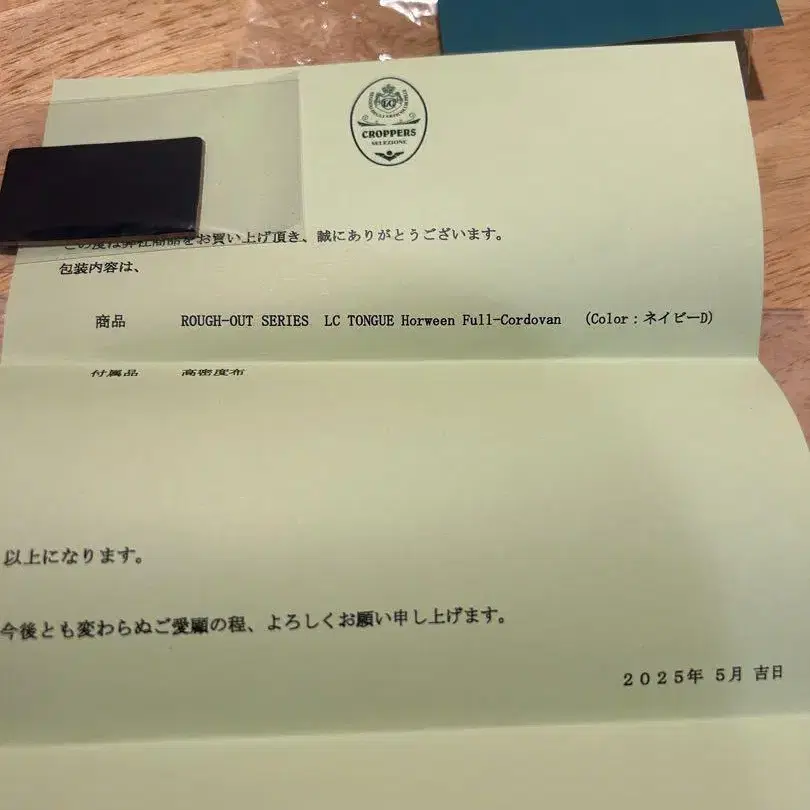 LC
CROPPERS
SELEZIONE
この度は弊社商品をお買い上げ頂き、誠にありがとうございます。
包装内容は、
商品 ROUGH-OUT SERIES LC TONGUE Horween Full-Cordovan (Color：ネイビーD)
付属品 高密度布
以上になります。
今後とも変わらぬご愛顧の程、よろしくお願い申し上げます。
２０２５年 ５月 吉日